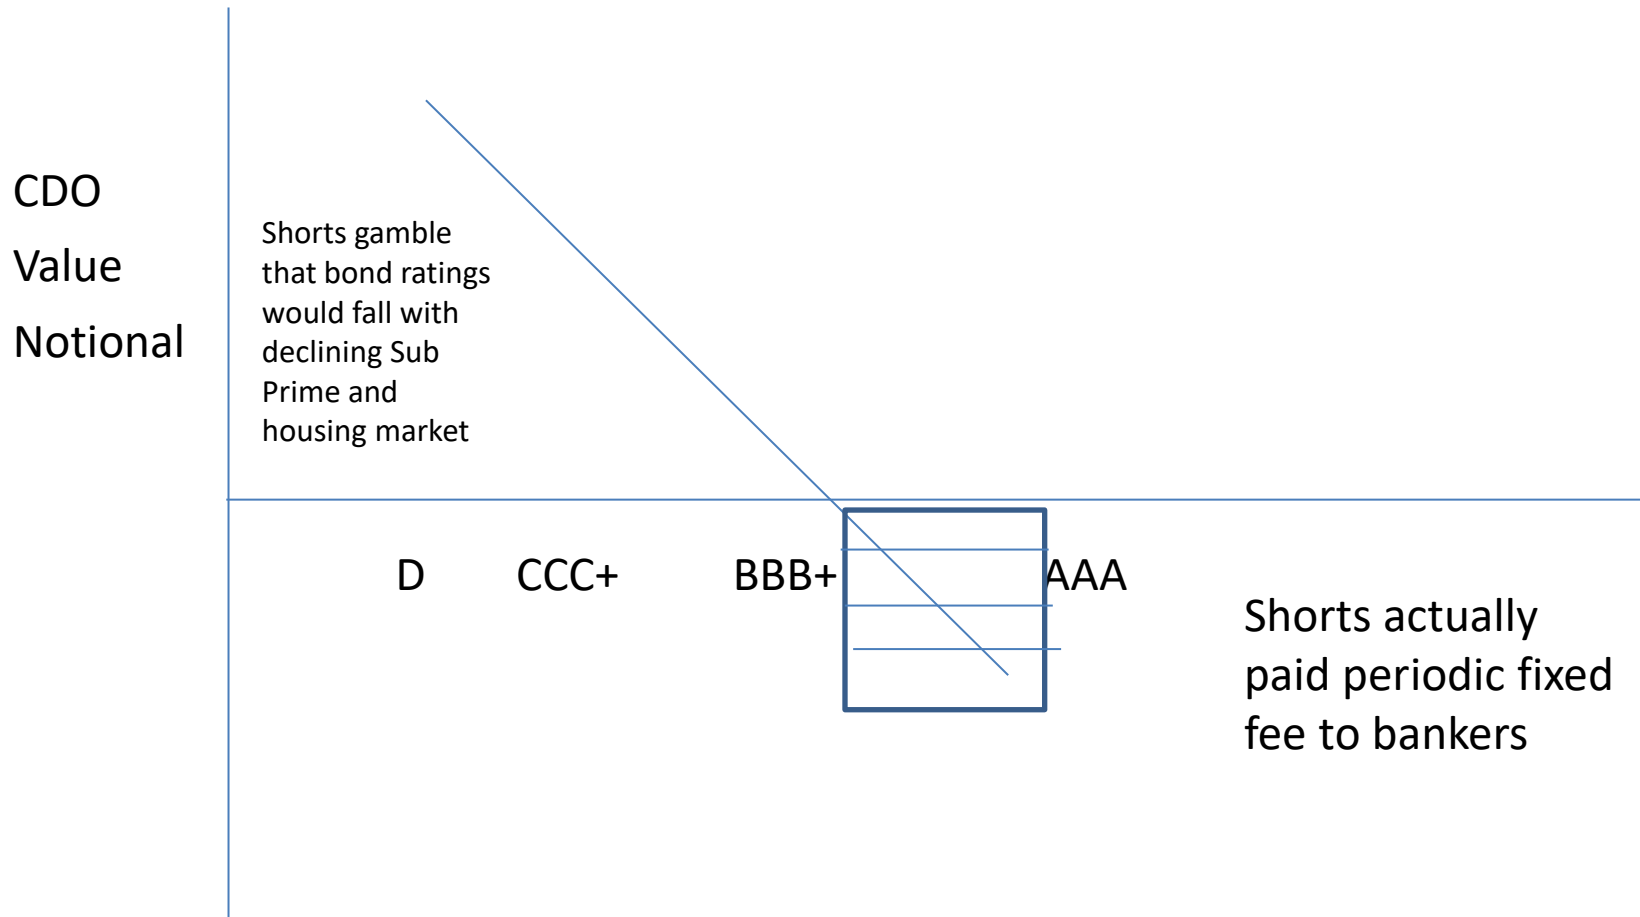 CDO
Value
Notional
Shorts gamble
that bond ratings
would fall with
declining Sub
Prime and
housing market
D
CCC+
BBB+
AAA
Shorts actually
paid periodic fixed
fee to bankers